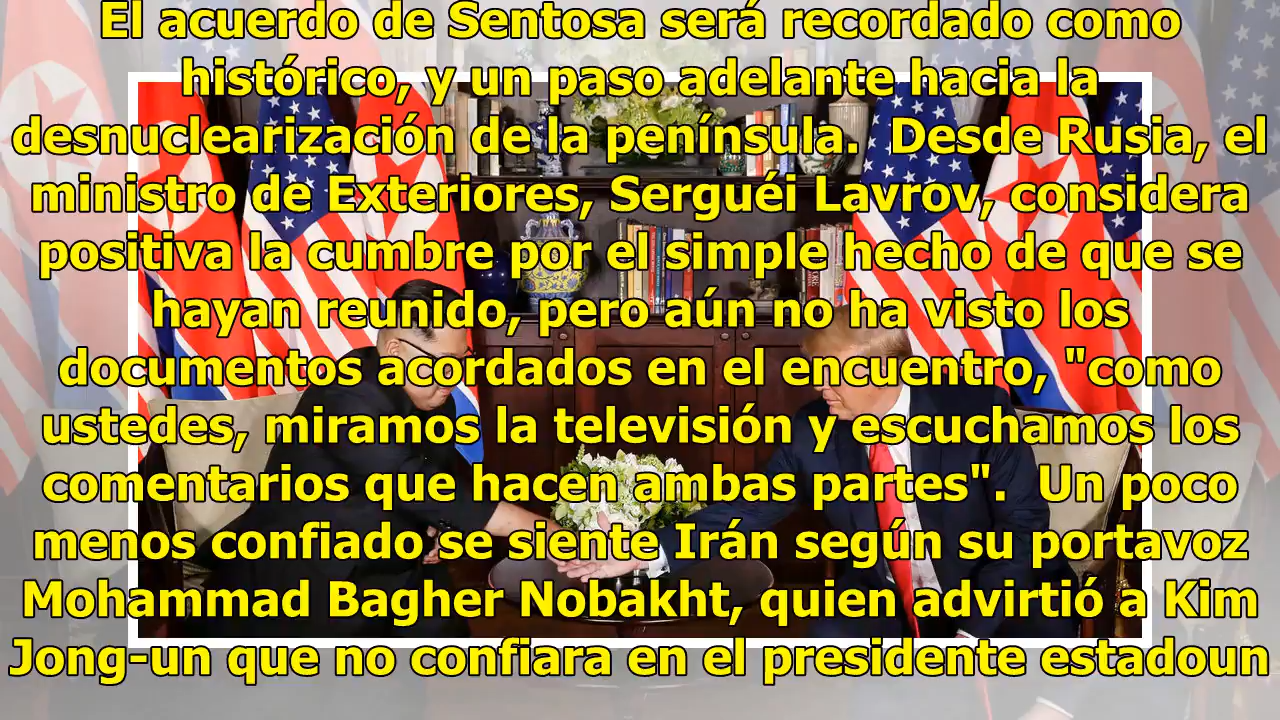 El acuerdo de Sentosa será recordado como
histórico, y un paso adelante hacia la
desnuclearización de la península.  Desde Rusia, el
ministro de Exteriores, Serguéi Lavrov, considera
positiva la cumbre por el simple hecho de que se
hayan reunido, pero aún no ha visto los
documentos acordados en el encuentro, "como
ustedes, miramos la televisión y escuchamos los
comentarios que hacen ambas partes".  Un poco
menos confiado se siente Irán según su portavoz
Mohammad Bagher Nobakht, quien advirtió a Kim
Jong-un que no confiara en el presidente estadoun